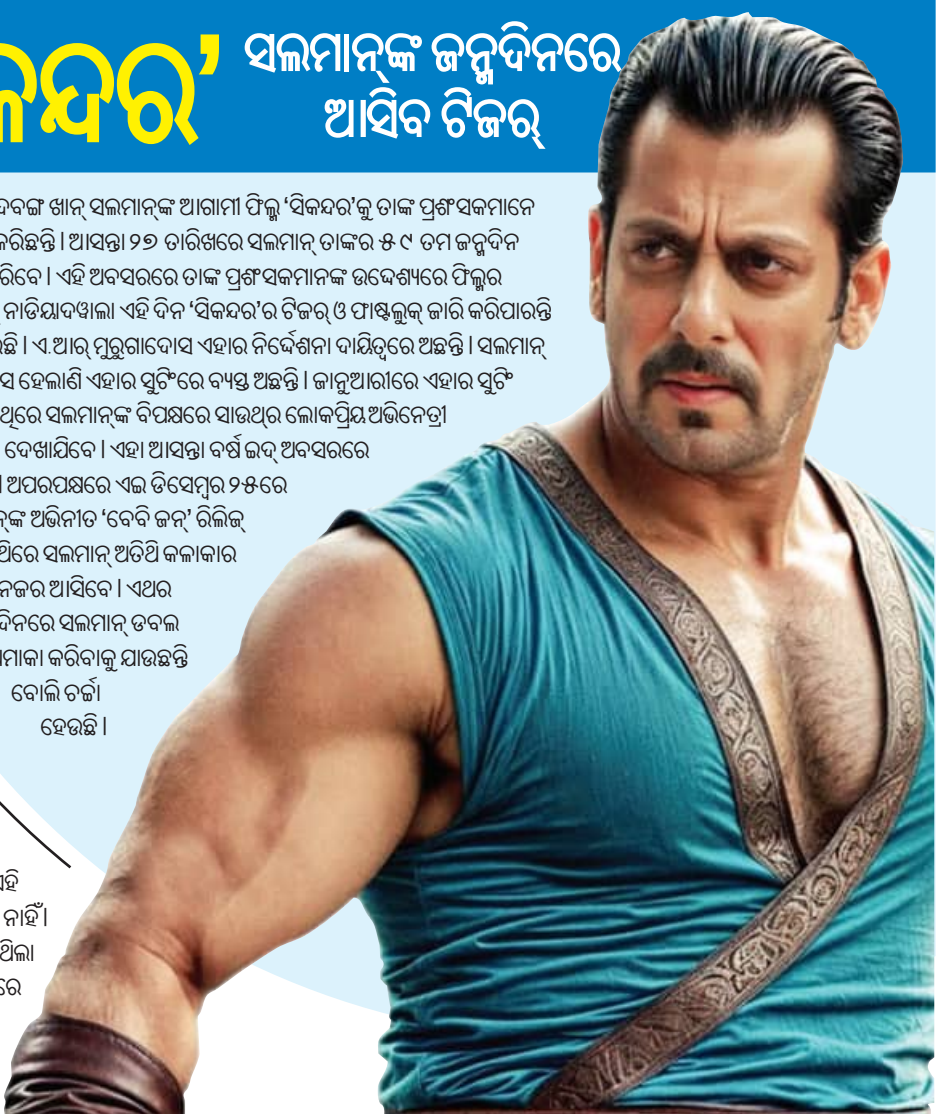 ସଲମାନ୍‌ଙ୍କ ଜନ୍ମଦିନରେ
ଆସିବ ଟିଜର୍
ଖାନ୍ ସଲମାନ୍‌ଙ୍କ ଆଗାମୀ ଫିଲ୍ମ ‘ସିକନ୍ଦର’କୁ ତାଙ୍କ ପ୍ରଶଂସକମାନେ
। ଆସନ୍ତା ୨୭ ତାରିଖରେ ସଲମାନ୍ ତାଙ୍କର ୫୯ ତମ ଜନ୍ମଦିନ
। ଏହି ଅବସରରେ ତାଙ୍କ ପ୍ରଶଂସକମାନଙ୍କ ଉଦ୍ଦେଶ୍ୟରେ ଫିଲ୍ମର
ନାଡିୟାଦୱାଲା ଏହି ଦିନ ‘ସିକନ୍ଦର’ର ଟିଜର୍ ଓ ଫାଷ୍ଟଲୁକ୍ ଜାରି କରିପାରନ୍ତି
। ଏ.ଆର୍ ମୁରୁଗାଦୋସ ଏହାର ନିର୍ଦ୍ଦେଶନା ଦାୟିତ୍ୱରେ ଅଛନ୍ତି । ସଲମାନ୍
ହେଲାଣି ଏହାର ସୁଟିଂରେ ବ୍ୟସ୍ତ ଅଛନ୍ତି । ଜାନୁଆରୀରେ ଏହାର ସୁଟିଂ
ସଲମାନ୍‌ଙ୍କ ବିପକ୍ଷରେ ସାଉଥ୍‌ର ଲୋକପ୍ରିୟ ଅଭିନେତ୍ରୀ
ଦେଖାଯିବେ । ଏହା ଆସନ୍ତା ବର୍ଷ ଇଦ୍ ଅବସରରେ
। ଅପରପକ୍ଷରେ ଏଇ ଡିସେମ୍ବର ୨୫ରେ
ଅଭିନୀତ ‘ବେବି ଜନ୍’ ରିଲିଜ୍
ସଲମାନ୍ ଅତିଥି କଳାକାର
ନଜର ଆସିବେ । ଏଥର
ସଲମାନ୍ ଡବଲ
କରିବାକୁ ଯାଉଛନ୍ତି
ବୋଲି ଚର୍ଚ୍ଚା
ହେଉଛି ।
ନାହିଁ ।